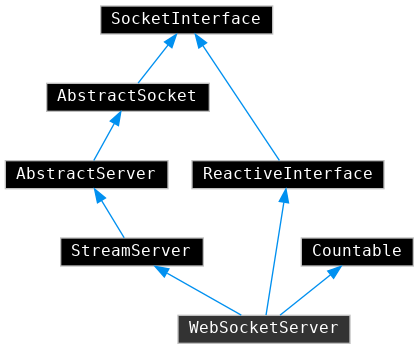 SocketInterface
AbstractSocket
AbstractServer
ReactiveInterface
StreamServer
Countable
WebSocketServer